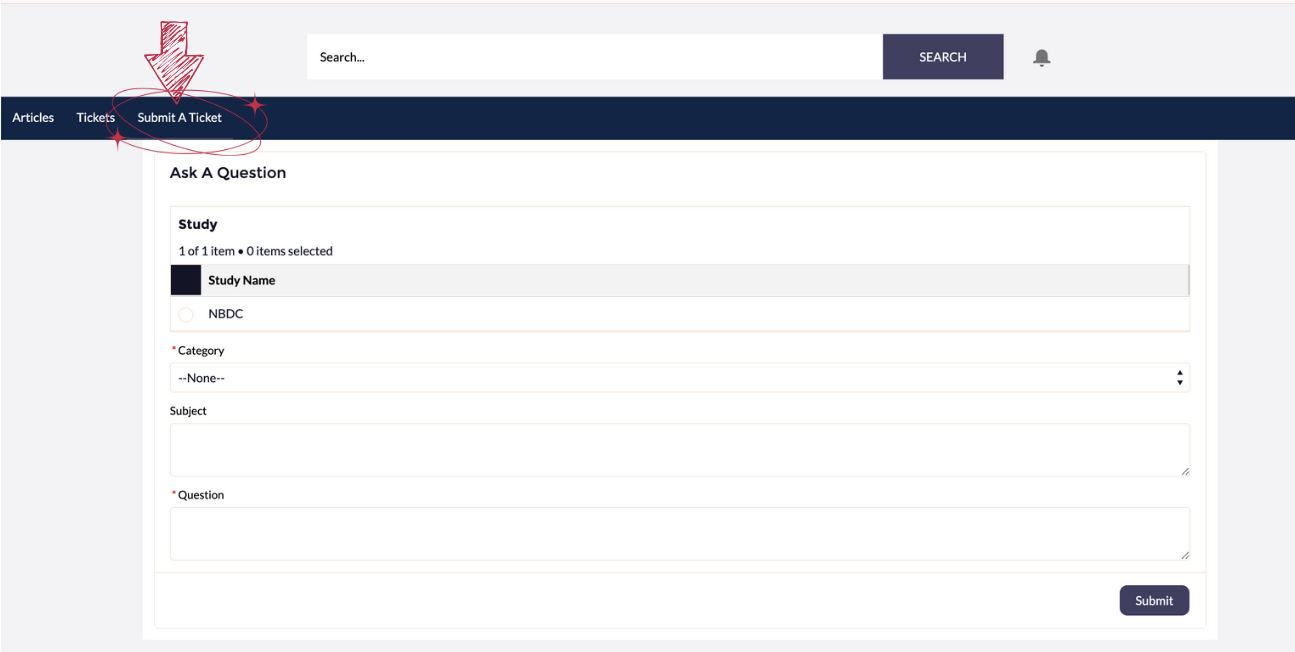 Search...
SEARCH
Articles Tickets Submit A Ticket
Ask A Question
Study
1 of 1 item • 0 items selected
Study Name
NBDC
*Category
--None--
Subject
*Question
Submit